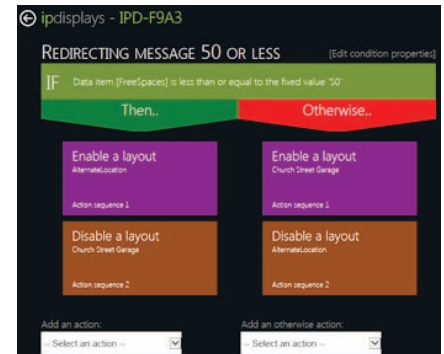 ipdisplays - IPD-F9A3
REDIRECTING MESSAGE 50 OR LESS
[Edit condition properties]
IF Data item [FreeSpaces] is less than or equal to the fixed value '50'
Then..
Otherwise..
Enable a layout
AlternateLocation
Action sequence 1
Enable a layout
Church Street Garage
Action sequence 1
Disable a layout
Church Street Garage
Action sequence 2
Disable a layout
AlternateLocation
Action sequence 2
Add an action:
-- Select an action --
Add an otherwise action:
-- Select an action --